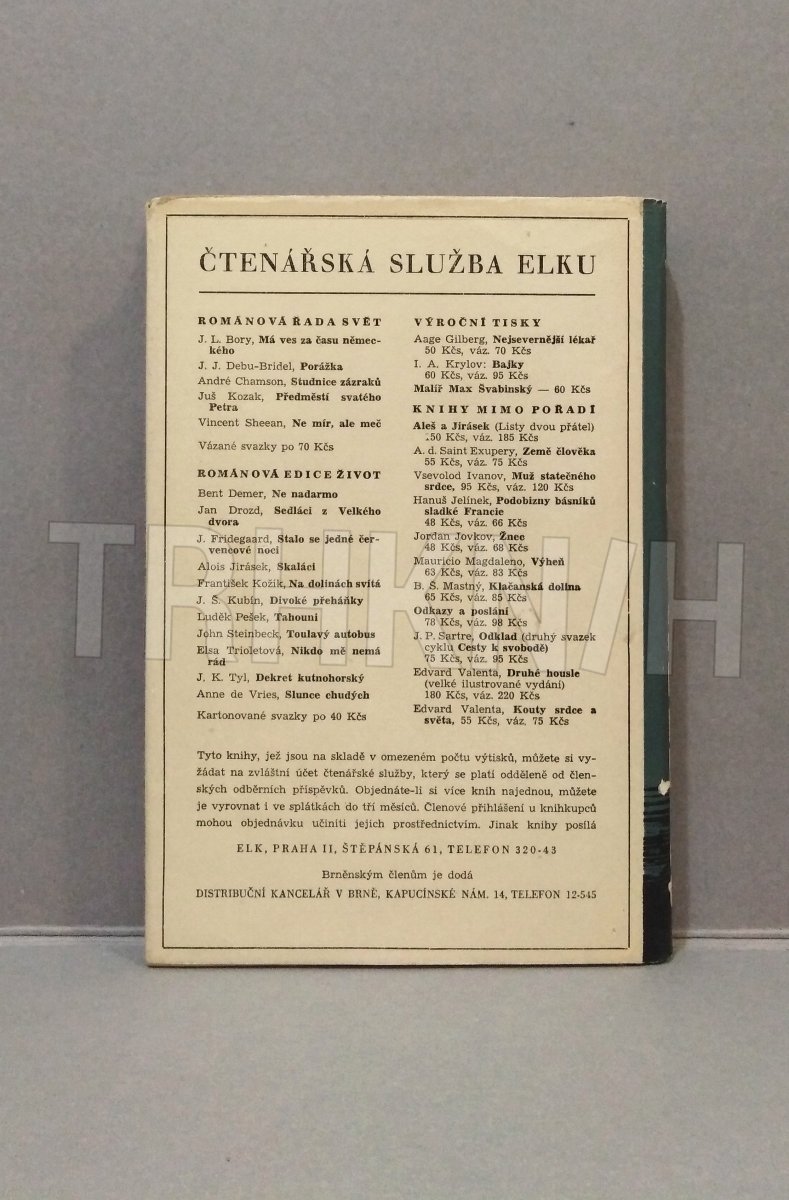 ČTENÁŘSKÁ SLUŽBA ELKU
ROMÁNOVÁ ŘADA SVĚT
J. L. Bory, Má ves za času němec-
kého
J. J. Debu-Bridel, Porážka
André Chamson, Studnice zázraků
Juš Kozak, Předměstí svatého
Petra
Vincent Sheean, Ne mír, ale meč
Vázané svazky po 70 Kčs
ROMÁNOVÁ EDICE ŽIVOT
Bent Demer, Ne nadarmo
Jan Drozd, Sedláci z Velkého
dvora
J. Fridegaard, Stalo se jedné čer-
vencové noci
Alois Jirásek, Skaláci
František Kožík, Na dolinách svítá
J. Š. Kubín, Divoké přeháňky
Luděk Pešek, Tahouni
John Steinbeck, Toulavý autobus
Elsa Trioletová, Nikdo mě nemá
rád
J. K. Tyl, Dekret kutnohorský
Anne de Vries, Slunce chudých
Kartonované svazky po 40 Kčs
VÝROČNÍ TISKY
Aage Gilberg, Nejsevernější lékař
50 Kčs, váz. 70 Kčs
I. A. Krylov: Bajky
60 Kčs, váz. 95 Kčs
Malíř Max Švabinský — 60 Kčs
KNIHY MIMO POŘADÍ
Aleš a Jirásek (Listy dvou přátel)
.50 Kčs, váz. 185 Kčs
A. d. Saint Exupery, Země člověka
55 Kčs, váz. 75 Kčs
Vsevolod Ivanov, Muž statečného
srdce, 95 Kčs, váz. 120 Kčs
Hanuš Jelínek, Podobizny básníků
sladké Francie
48 Kčs, váz. 66 Kčs
Jordan Jovkov, Žnec
48 Kčs, váz. 68 Kčs
Mauricio Magdaleno, Výheň
63 Kčs, váz. 83 Kčs
B. Š. Mastný, Klačanská dolina
65 Kčs, váz. 85 Kčs
Odkazy a poslání
78 Kčs, váz. 98 Kčs
J. P. Sartre, Odklad (druhý svazek
cyklu Cesty k svobodě)
75 Kčs, váz. 95 Kčs
Edvard Valenta, Druhé housle
(velké ilustrované vydání)
180 Kčs, váz. 220 Kčs
Edvard Valenta, Kouty srdce a
světa, 55 Kčs, váz. 75 Kčs
Tyto knihy, jež jsou na skladě v omezeném počtu výtisků, můžete si vy-
žádat na zvláštní účet čtenářské služby, který se platí odděleně od člen-
ských odběrních příspěvků. Objednáte-li si více knih najednou, můžete
je vyrovnat i ve splátkách do tří měsíců. Členové přihlášení u knihkupců
mohou objednávku učiniti jejich prostřednictvím. Jinak knihy posílá
ELK, PRAHA II, ŠTĚPÁNSKÁ 61, TELEFON 320-43
Brněnským členům je dodá
DISTRIBUČNÍ KANCELÁŘ V BRNĚ, KAPUCÍNSKÉ NÁM. 14, TELEFON 12-545
TRHKNIH